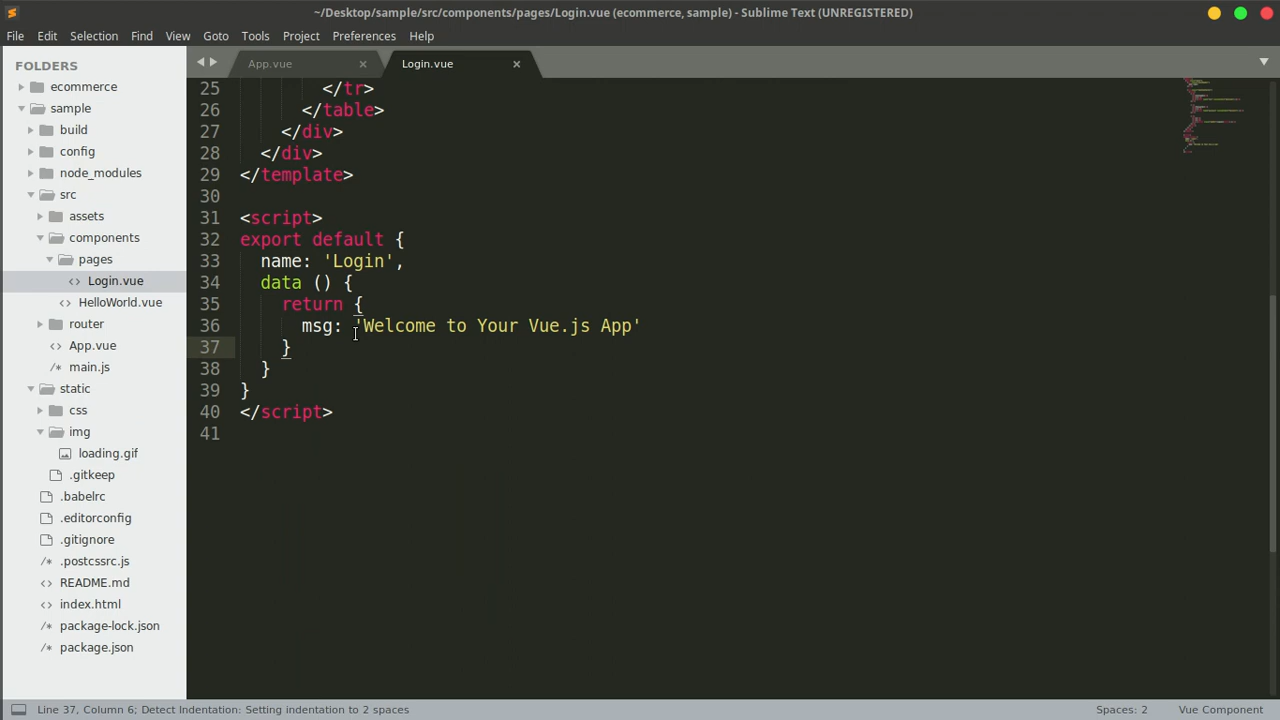 ~/Desktop/sample/src/components/pages/Login.vue (ecommerce, sample) - Sublime Text (UNREGISTERED)
File Edit Selection Find View Goto Tools Project Preferences Help
FOLDERS
ecommerce
sample
build
config
node_modules
src
assets
components
pages
Login.vue
HelloWorld.vue
router
App.vue
main.js
static
css
img
loading.gif
.gitkeep
.babelrc
.editorconfig
.gitignore
.postcssrc.js
README.md
index.html
package-lock.json
package.json
App.vue × Login.vue ×
25 </tr>
26 </table>
27 </div>
28 </div>
29 </template>
30
31 <script>
32 export default {
33 name: 'Login',
34 data () {
35 return {
36 msg: 'Welcome to Your Vue.js App'
37 }
38 }
39 }
40 </script>
41
Line 37, Column 6; Detect Indentation: Setting indentation to 2 spaces
Spaces: 2 Vue Component